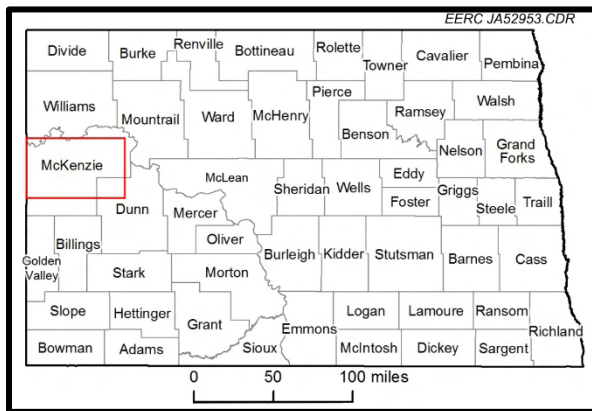 EERC JA52953.CDR
Divide
Burke
Renville
Bottineau
Rolette
Towner
Cavalier
Pembina
Williams
Mountrail
Ward
McHenry
Pierce
Benson
Ramsey
Walsh
Nelson
Grand
Forks
McKenzie
Dunn
McLean
Mercer
Oliver
Sheridan
Wells
Eddy
Foster
Griggs
Steele
Traill
Golden
Valley
Billings
Stark
Morton
Burleigh
Kidder
Stutsman
Barnes
Cass
Slope
Hettinger
Grant
Sioux
Emmons
Logan
Lamoure
Ransom
Richland
Bowman
Adams
McIntosh
Dickey
Sargent
0 50 100 miles